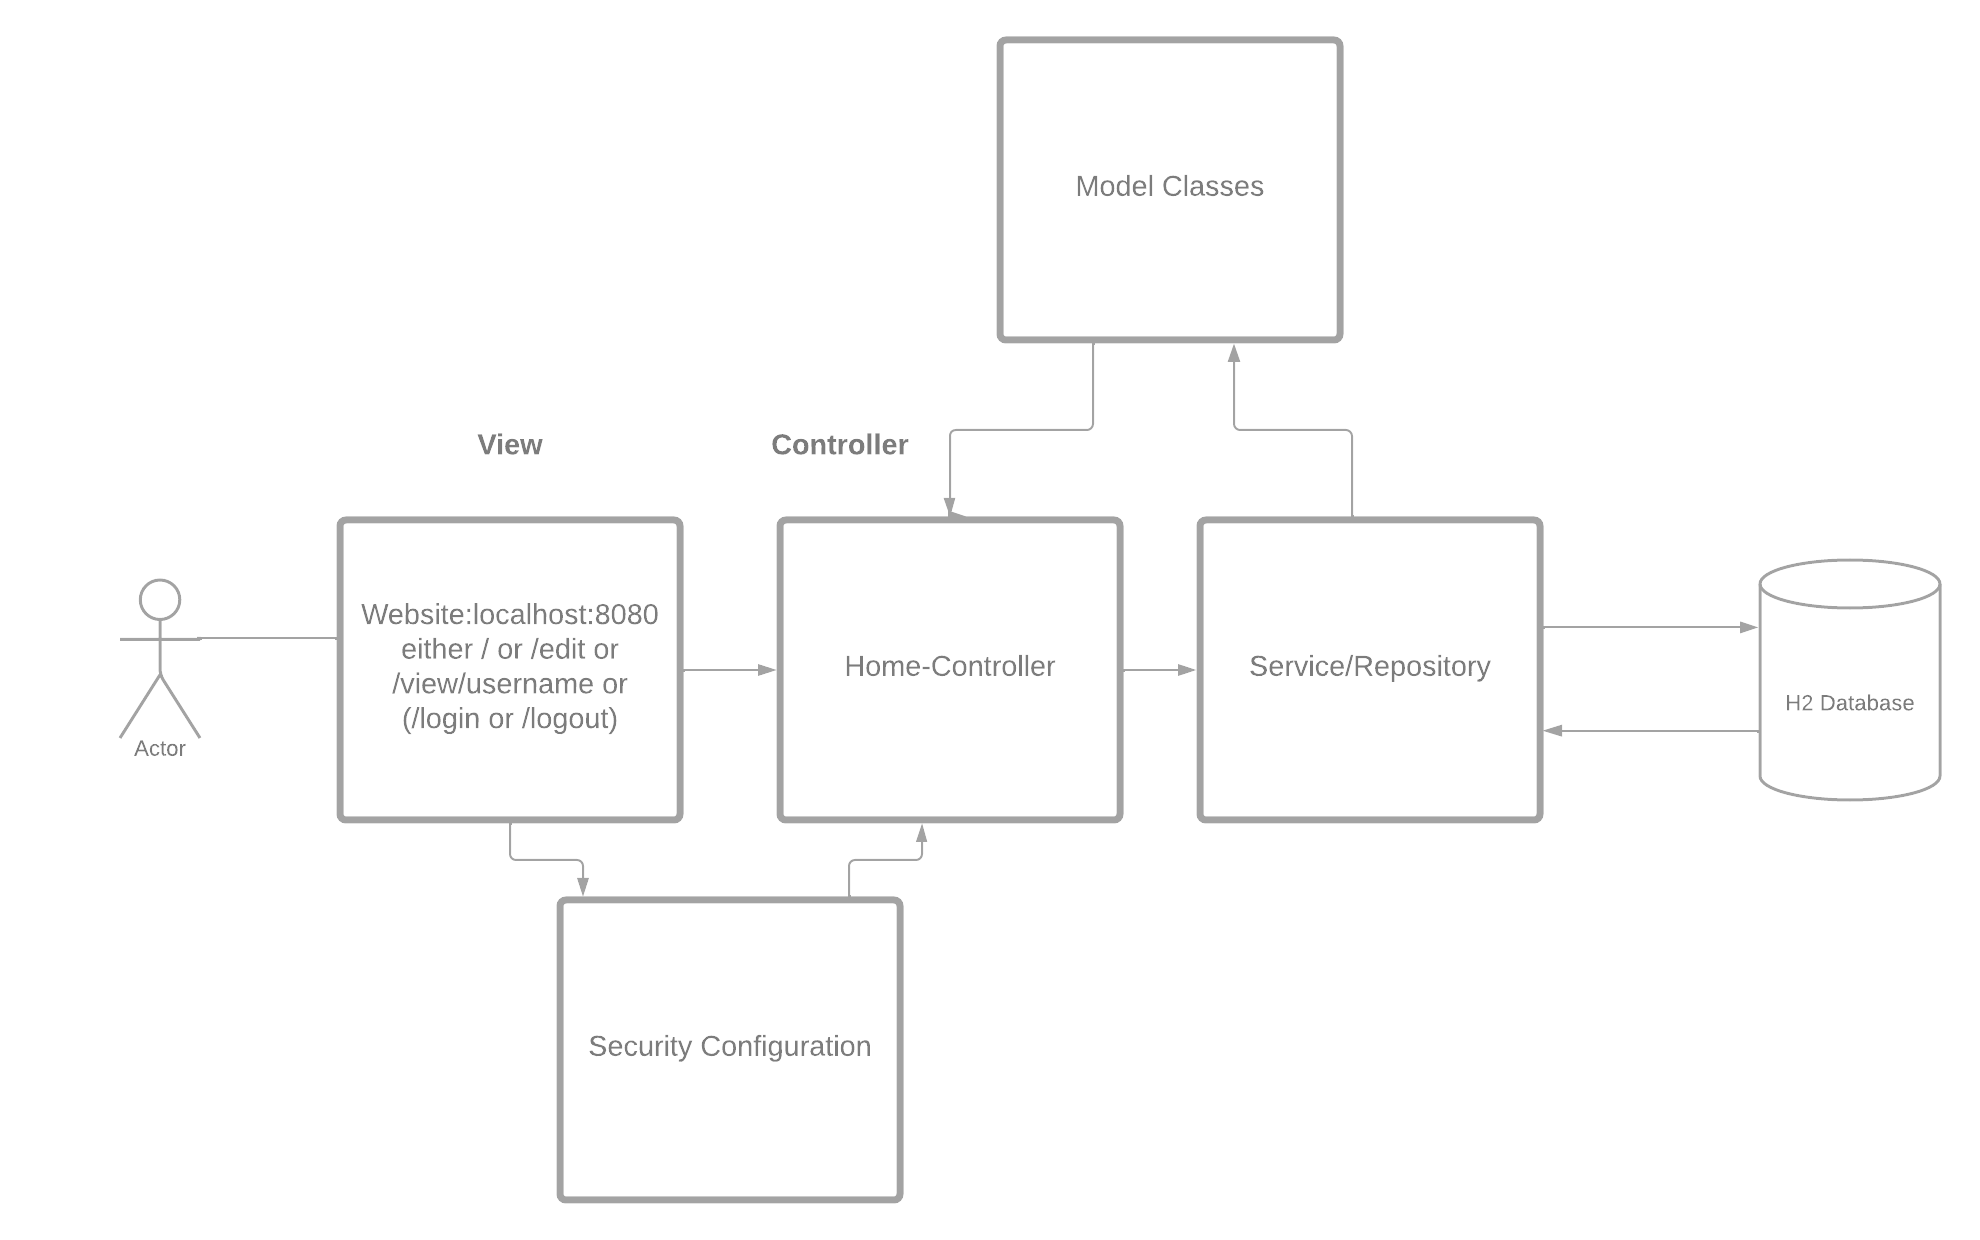 Model Classes
View
Controller
Website:localhost:8080
either / or /edit or
/view/username or
(/login or /logout)
Home-Controller
Service/Repository
H2 Database
Actor
Security Configuration